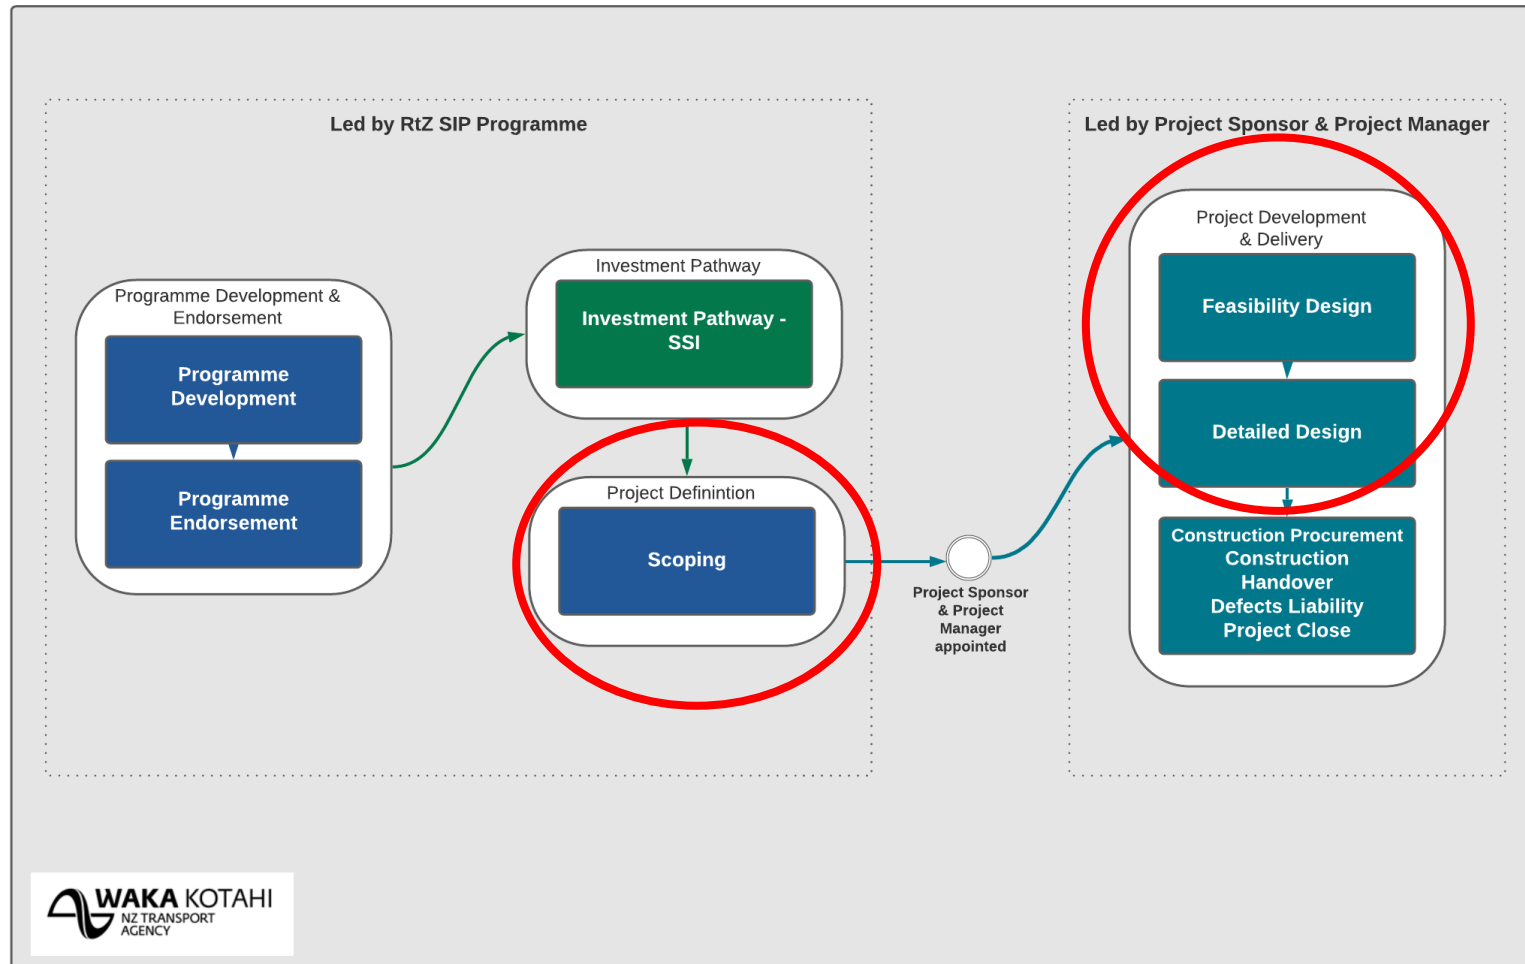 Led by RtZ SIP Programme
Programme Development &
Endorsement
Programme
Development
Programme
Endorsement
Investment Pathway
Investment Pathway -
SSI
Project Definintion
Scoping
Project Sponsor
& Project
Manager
appointed
Led by Project Sponsor & Project Manager
Project Development
& Delivery
Feasibility Design
Detailed Design
Construction Procurement
Construction
Handover
Defects Liability
Project Close
WAKA KOTAHI
NZ TRANSPORT
AGENCY